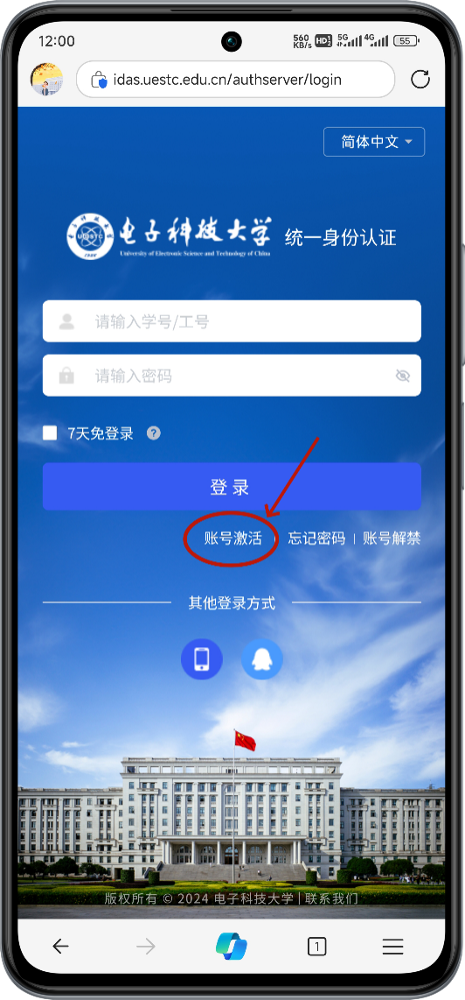 12:00
560 KB/s HD 5G 4G 55
idas.uestc.edu.cn/authserver/login
简体中文
UESTC
1956
电子科技大学 统一身份认证
University of Electronic Science and Technology of China
请输入学号/工号
请输入密码
7天免登录 ?
登 录
账号激活 | 忘记密码 | 账号解禁
其他登录方式
版权所有 © 2024 电子科技大学 | 联系我们
1